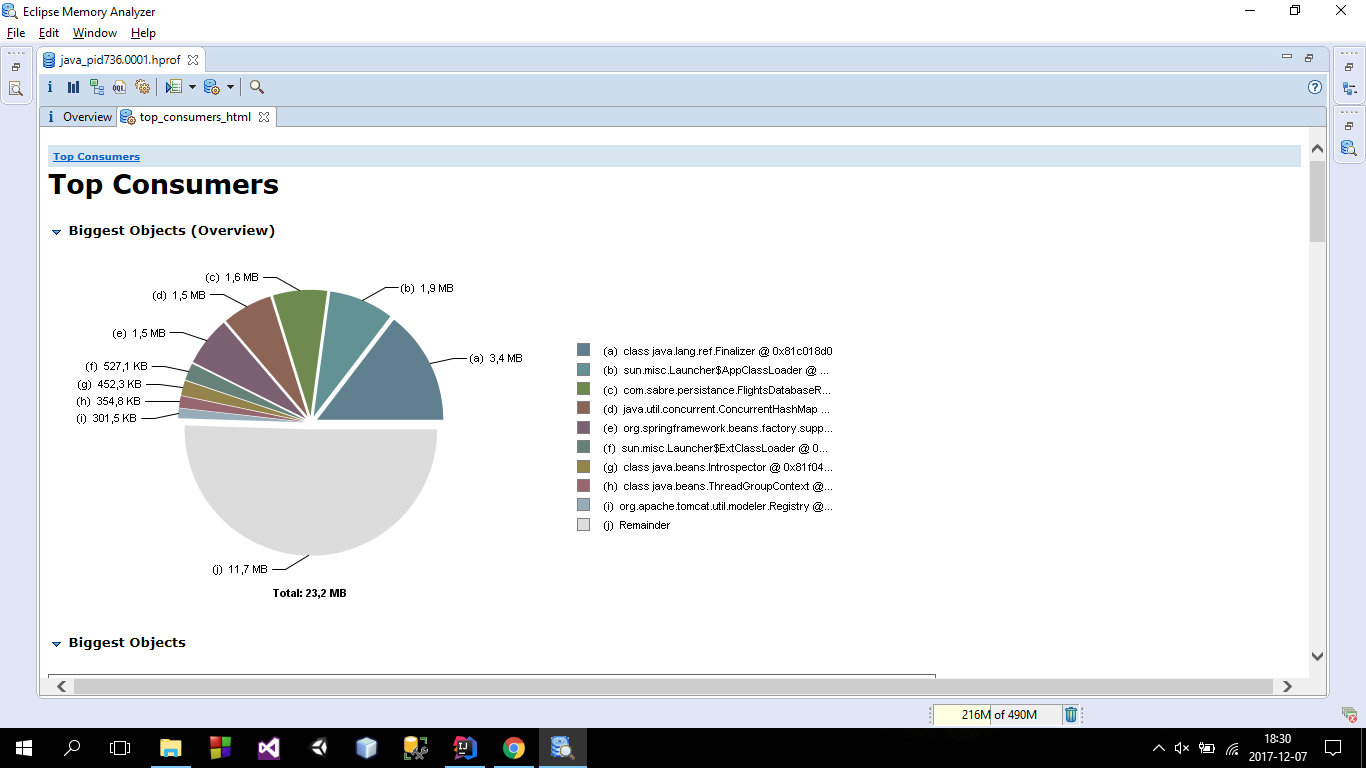 Eclipse Memory Analyzer
File Edit Window Help
java_pid736.0001.hprof
OQL
Overview top_consumers_html
Top Consumers
Top Consumers
Biggest Objects (Overview)
(c) 1,6 MB
(b) 1,9 MB
(d) 1,5 MB
(e) 1,5 MB
(a) 3,4 MB
(f) 527,1 KB
(g) 452,3 KB
(h) 354,8 KB
(i) 301,5 KB
(j) 11,7 MB
Total: 23,2 MB
(a) class java.lang.ref.Finalizer @ 0x81c018d0
(b) sun.misc.Launcher$AppClassLoader @ ...
(c) com.sabre.persistance.FlightsDatabaseR...
(d) java.util.concurrent.ConcurrentHashMap ...
(e) org.springframework.beans.factory.supp...
(f) sun.misc.Launcher$ExtClassLoader @ 0...
(g) class java.beans.Introspector @ 0x81f04...
(h) class java.beans.ThreadGroupContext @...
(i) org.apache.tomcat.util.modeler.Registry @...
(j) Remainder
Biggest Objects
216M of 490M
18:30
2017-12-07